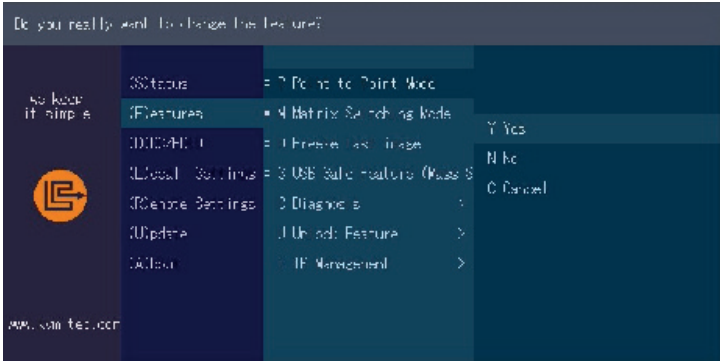 Do you really want to change the feature?
we keep
it simple
www.kvm-tec.com
(S)tatus
(F)eatures
(L)ocal Settings
(R)emote Settings
(U)pdate
(A)bout
P Point to Point Mode
M Matrix Switching Mode
Freeze last image
S USB Safe Feature (Mass S
D Diagnosis >
U Unlock Feature >
IP Management >
Y Yes
N No
C Cancel